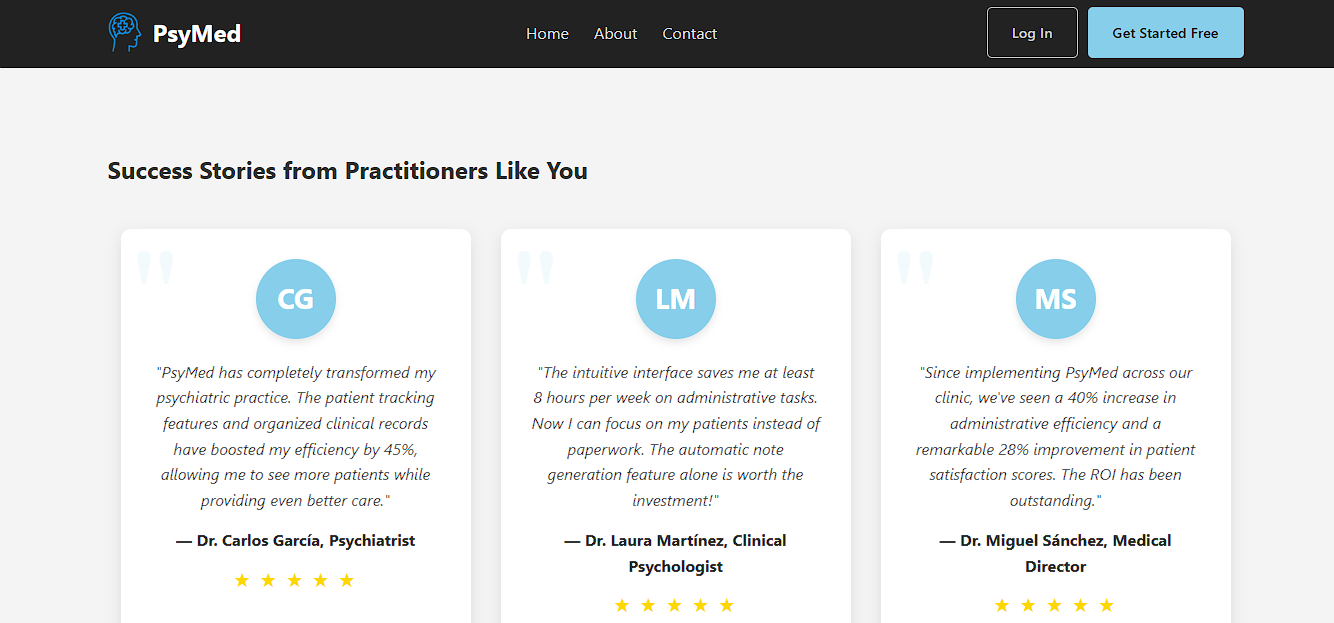 PsyMed
Home About Contact
Log In
Get Started Free
Success Stories from Practitioners Like You
"
CG
"PsyMed has completely transformed my
psychiatric practice. The patient tracking
features and organized clinical records
have boosted my efficiency by 45%,
allowing me to see more patients while
providing even better care."
— Dr. Carlos García, Psychiatrist
★ ★ ★ ★ ★
"
LM
"The intuitive interface saves me at least
8 hours per week on administrative tasks.
Now I can focus on my patients instead of
paperwork. The automatic note
generation feature alone is worth the
investment!"
— Dr. Laura Martínez, Clinical
Psychologist
★ ★ ★ ★ ★
"
MS
"Since implementing PsyMed across our
clinic, we've seen a 40% increase in
administrative efficiency and a
remarkable 28% improvement in patient
satisfaction scores. The ROI has been
outstanding."
— Dr. Miguel Sánchez, Medical
Director
★ ★ ★ ★ ★